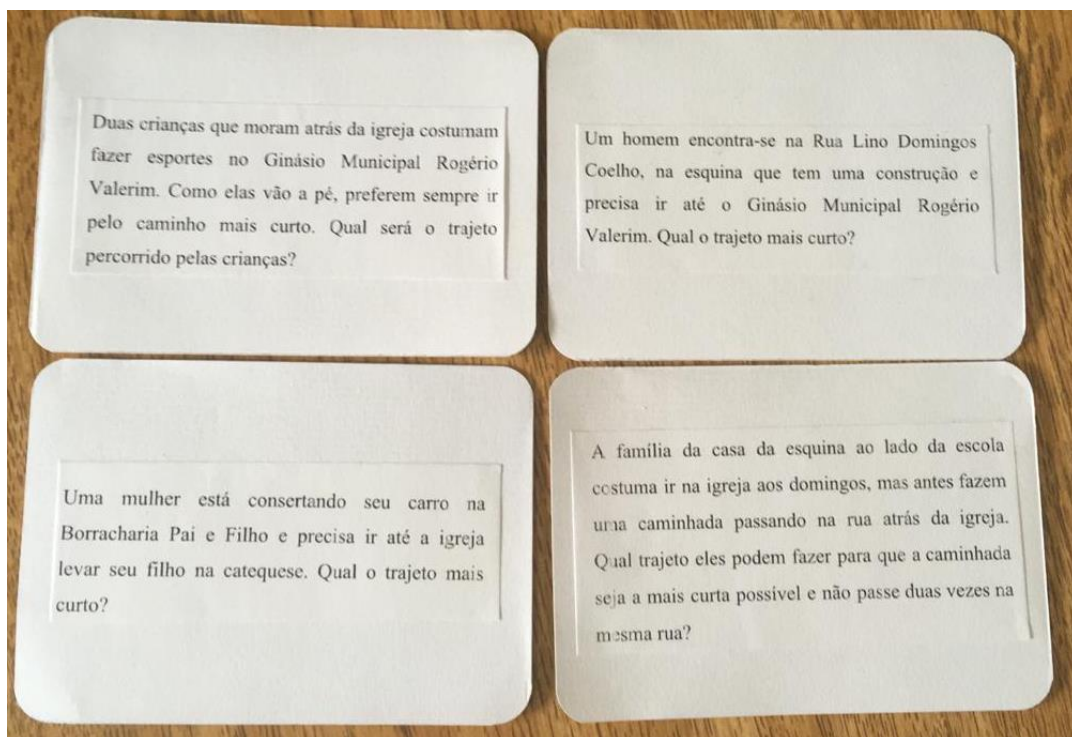 Duas crianças que moram atrás da igreja costumam
fazer esportes no Ginásio Municipal Rogério
Valerim. Como elas vão a pé, preferem sempre ir
pelo caminho mais curto. Qual será o trajeto
percorrido pelas crianças?
Um homem encontra-se na Rua Lino Domingos
Coelho, na esquina que tem uma construção e
precisa ir até o Ginásio Municipal Rogério
Valerim. Qual o trajeto mais curto?
Uma mulher está consertando seu carro na
Borracharia Pai e Filho e precisa ir até a igreja
levar seu filho na catequese. Qual o trajeto mais
curto?
A família da casa da esquina ao lado da escola
costuma ir na igreja aos domingos, mas antes fazem
uma caminhada passando na rua atrás da igreja.
Qual trajeto eles podem fazer para que a caminhada
seja a mais curta possível e não passe duas vezes na
mesma rua?